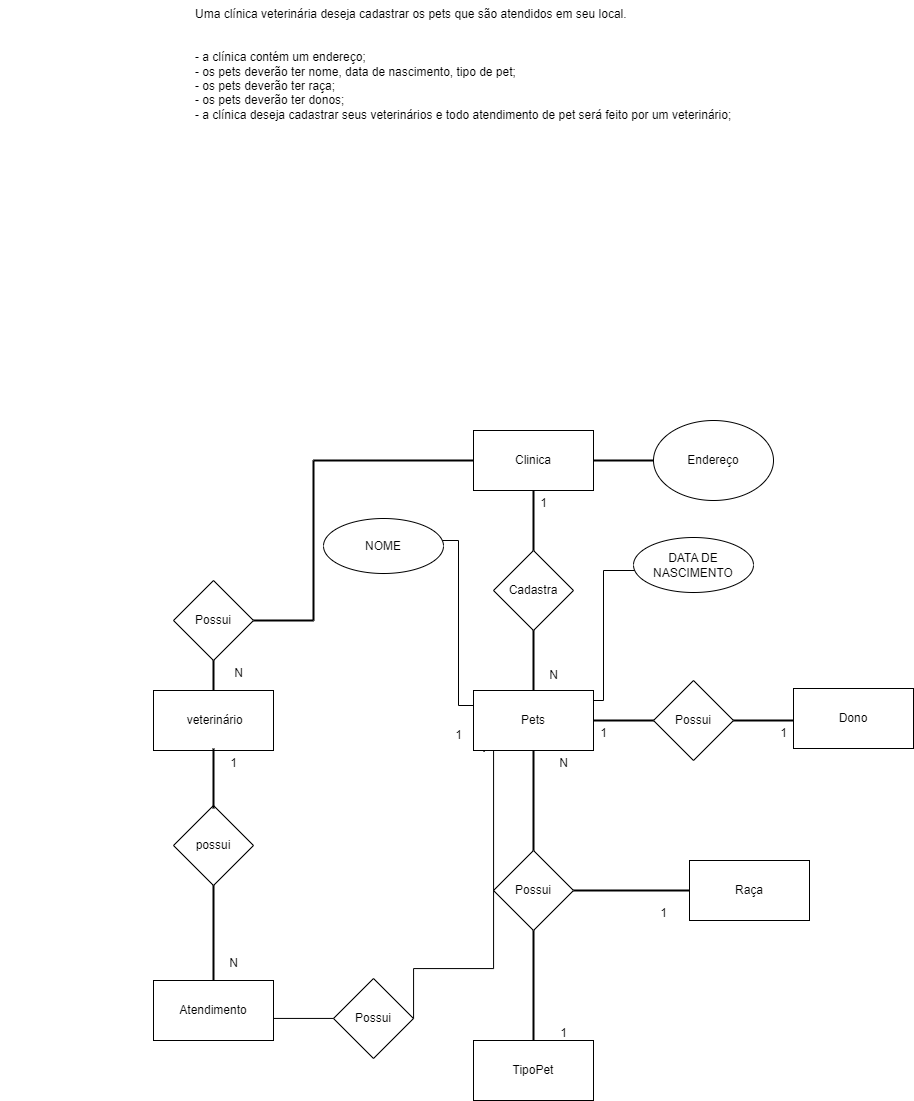 Uma clínica veterinária deseja cadastrar os pets que são atendidos em seu local.
- a clínica contém um endereço;
- os pets deverão ter nome, data de nascimento, tipo de pet;
- os pets deverão ter raça;
- os pets deverão ter donos;
- a clínica deseja cadastrar seus veterinários e todo atendimento de pet será feito por um veterinário;
Clinica
Endereço
1
NOME
DATA DE
NASCIMENTO
Cadastra
Possui
N
N
veterinário
Pets
Possui
Dono
1
1
1
1
N
possui
Possui
Raça
1
N
Atendimento
Possui
1
TipoPet